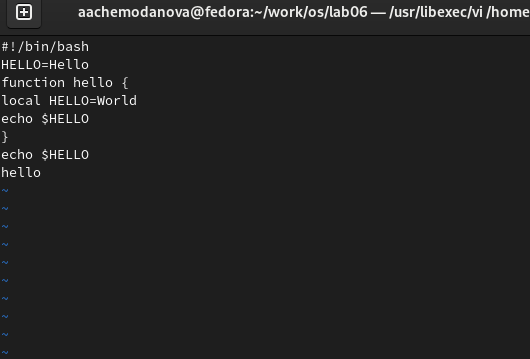 aachemodanova@fedora:~/work/os/lab06 — /usr/libexec/vi /home
#!/bin/bash
HELLO=Hello
function hello {
local HELLO=World
echo $HELLO
}
echo $HELLO
hello
~
~
~
~
~
~
~
~
~
~